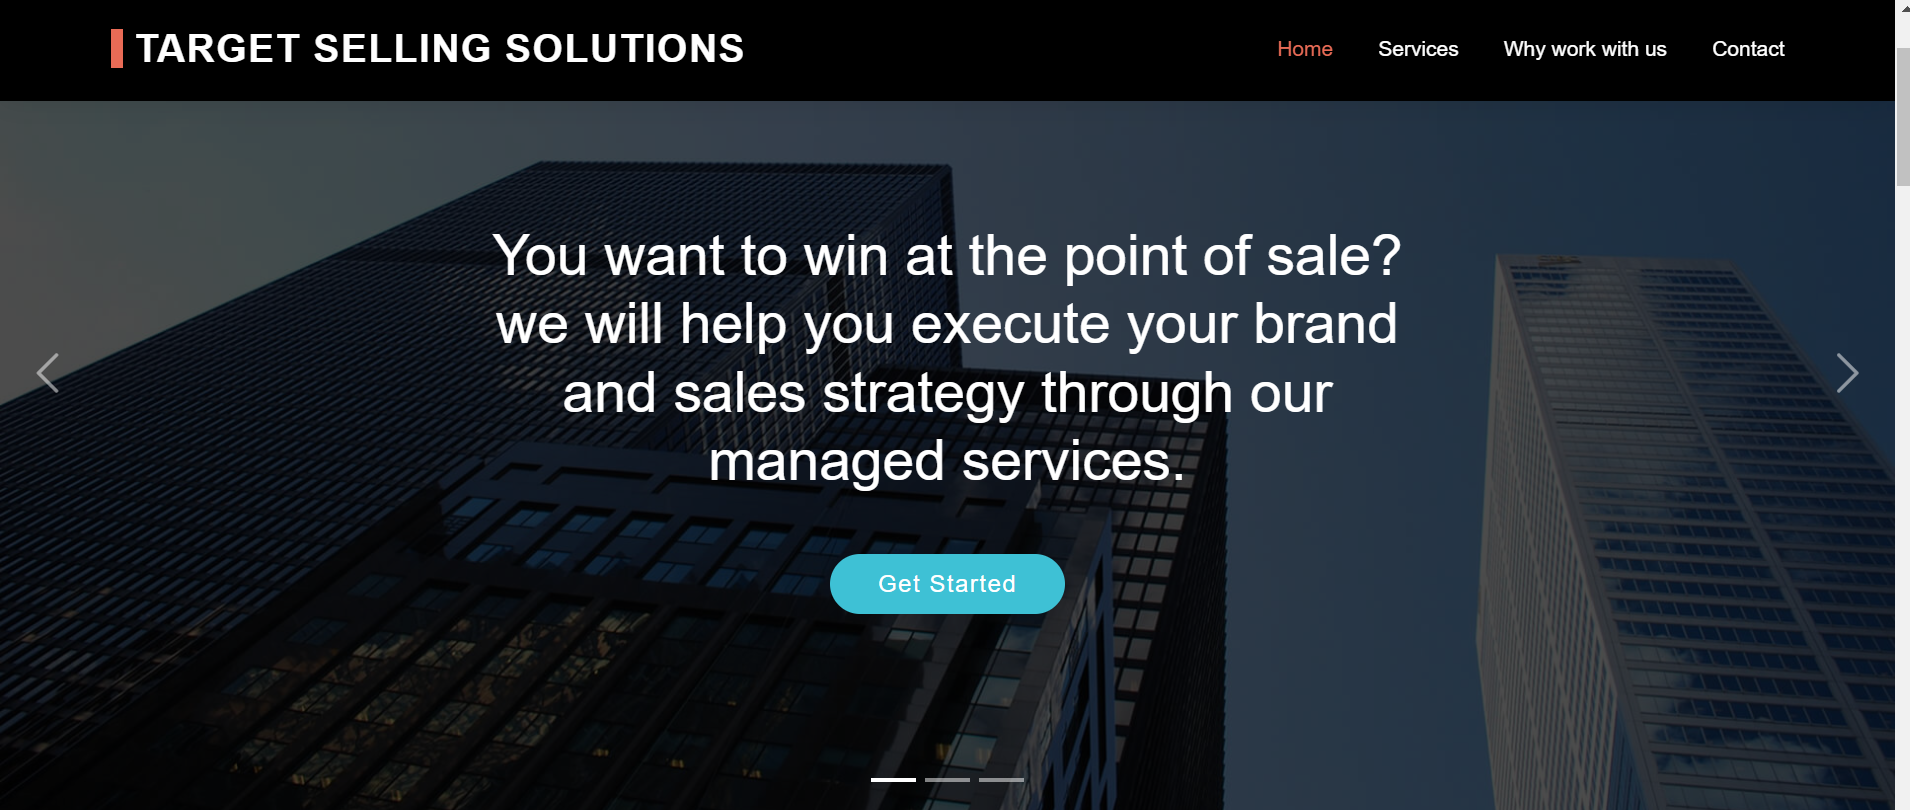 TARGET SELLING SOLUTIONS
Home Services Why work with us Contact
You want to win at the point of sale?
we will help you execute your brand
and sales strategy through our
managed services.
Get Started